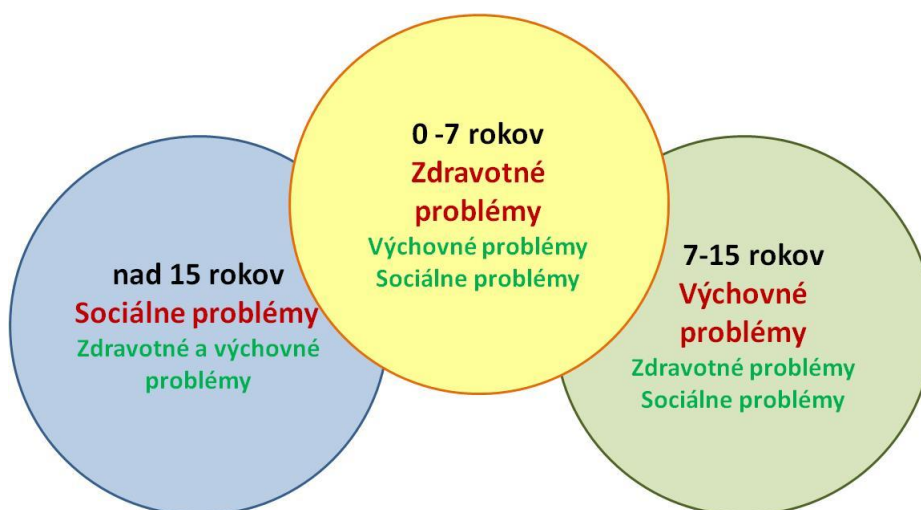 0 -7 rokov
Zdravotné
problémy
Výchovné problémy
Sociálne problémy
nad 15 rokov
Sociálne problémy
Zdravotné a výchovné
problémy
7-15 rokov
Výchovné
problémy
Zdravotné problémy
Sociálne problémy